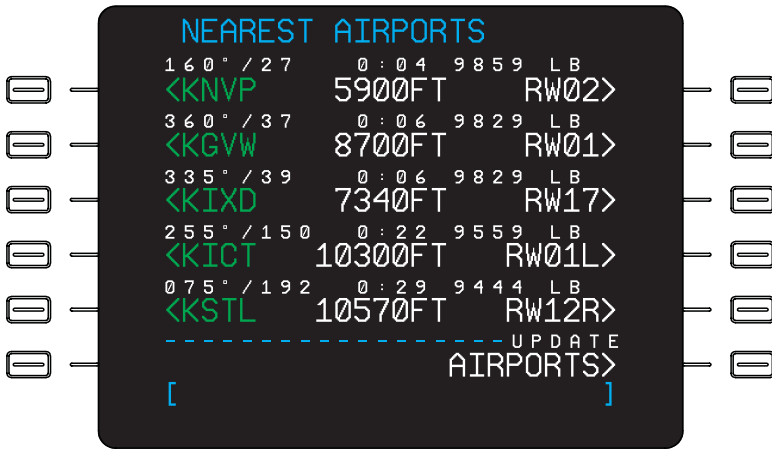 NEAREST AIRPORTS
160°/27 0:04 9859 LB
<KNVP 5900FT RW02>
360°/37 0:06 9829 LB
<KGVW 8700FT RW01>
335°/39 0:06 9829 LB
<KIXD 7340FT RW17>
255°/150 0:22 9559 LB
<KICT 10300FT RW01L>
075°/192 0:29 9444 LB
<KSTL 10570FT RW12R>
------------------UPDATE
AIRPORTS>
[ ]